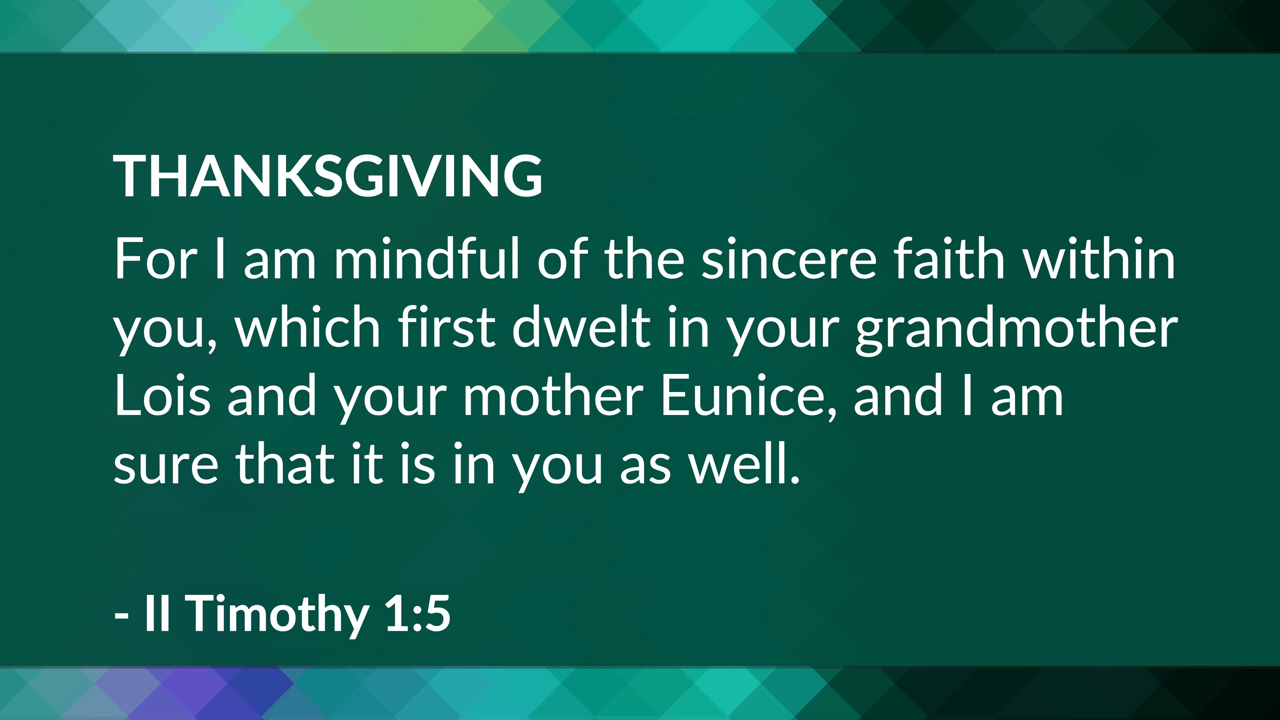 THANKSGIVING
For I am mindful of the sincere faith within
you, which first dwelt in your grandmother
Lois and your mother Eunice, and I am
sure that it is in you as well.
- II Timothy 1:5